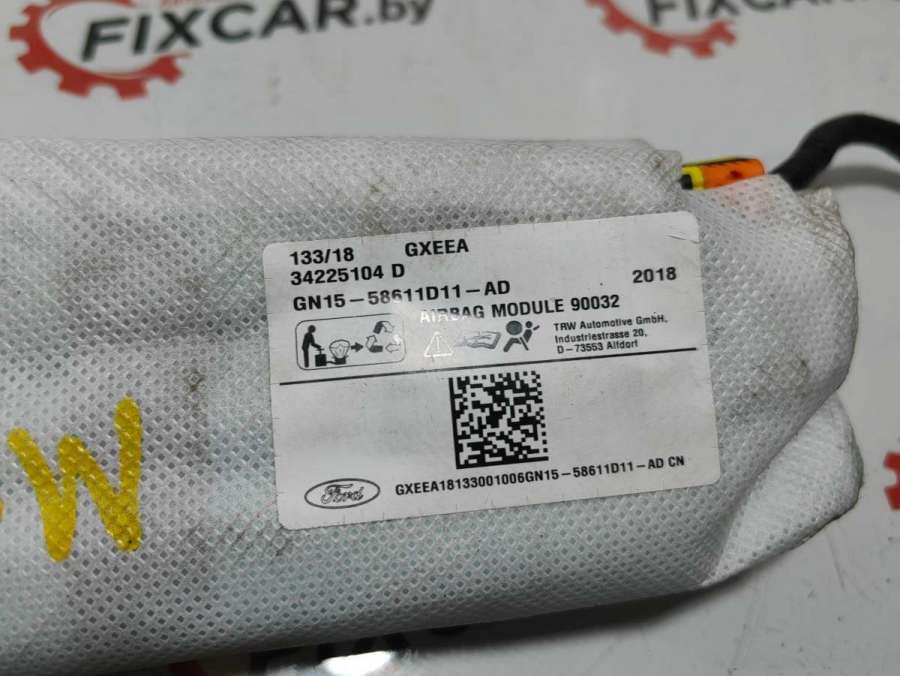 FIXCAR.by
FIXCAR
133/18 GXEEA
34225104 D
GN15-58611D11-AD 2018
AIRBAG MODULE 90032
TRW Automotive GmbH,
Industriestrasse 20,
D-73553 Alfdorf
Ford
GXEEA18133001006GN15-58611D11-AD CN
W